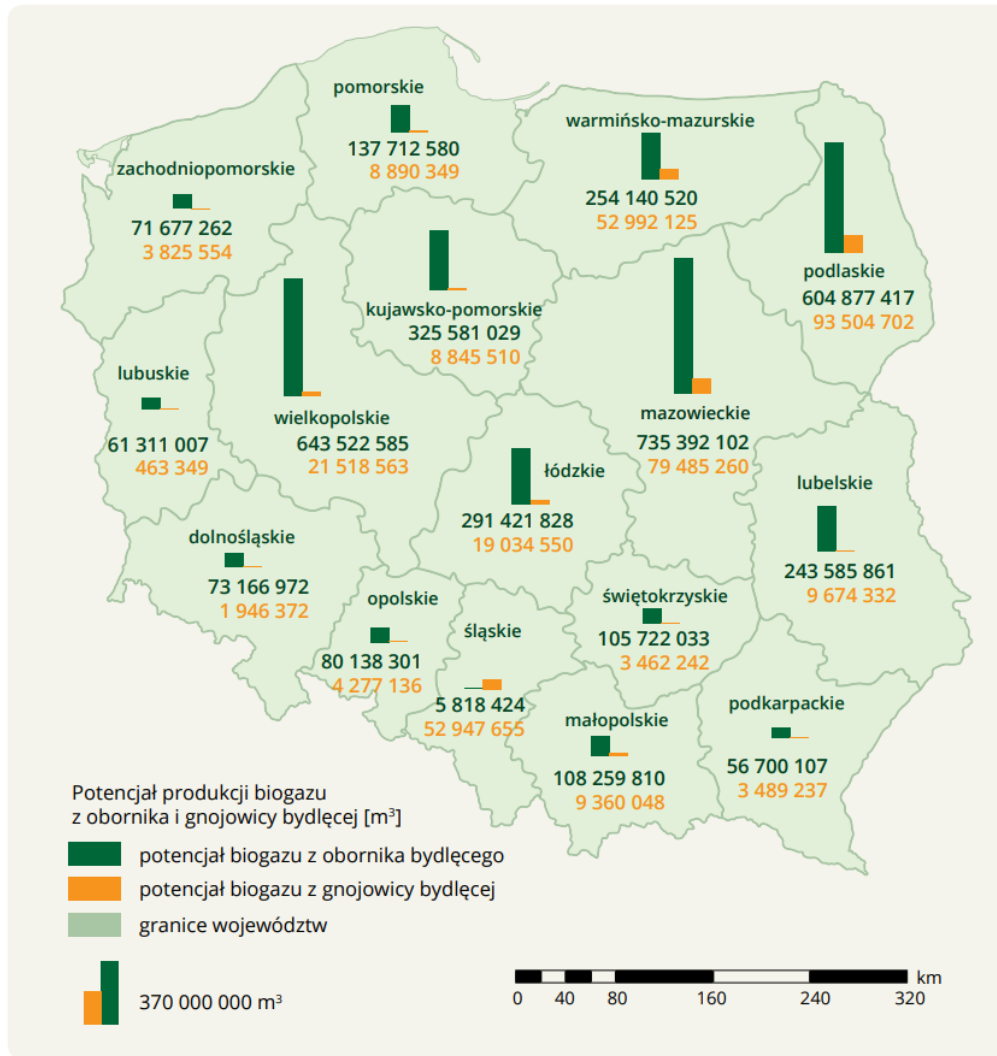 pomorskie
137 712 580
8 890 349
warmińsko-mazurskie
254 140 520
52 992 125
zachodniopomorskie
71 677 262
3 825 554
podlaskie
604 877 417
93 504 702
kujawsko-pomorskie
325 581 029
8 845 510
lubuskie
61 311 007
463 349
wielkopolskie
643 522 585
21 518 563
mazowieckie
735 392 102
79 485 260
łódzkie
291 421 828
19 034 550
lubelskie
243 585 861
9 674 332
dolnośląskie
73 166 972
1 946 372
opolskie
80 138 301
4 277 136
śląskie
5 818 424
52 947 655
świętokrzyskie
105 722 033
3 462 242
małopolskie
108 259 810
9 360 048
podkarpackie
56 700 107
3 489 237
Potencjał produkcji biogazu
z obornika i gnojowicy bydlęcej [m³]
potencjał biogazu z obornika bydlęcego
potencjał biogazu z gnojowicy bydlęcej
granice województw
370 000 000 m³
km
0 40 80 160 240 320